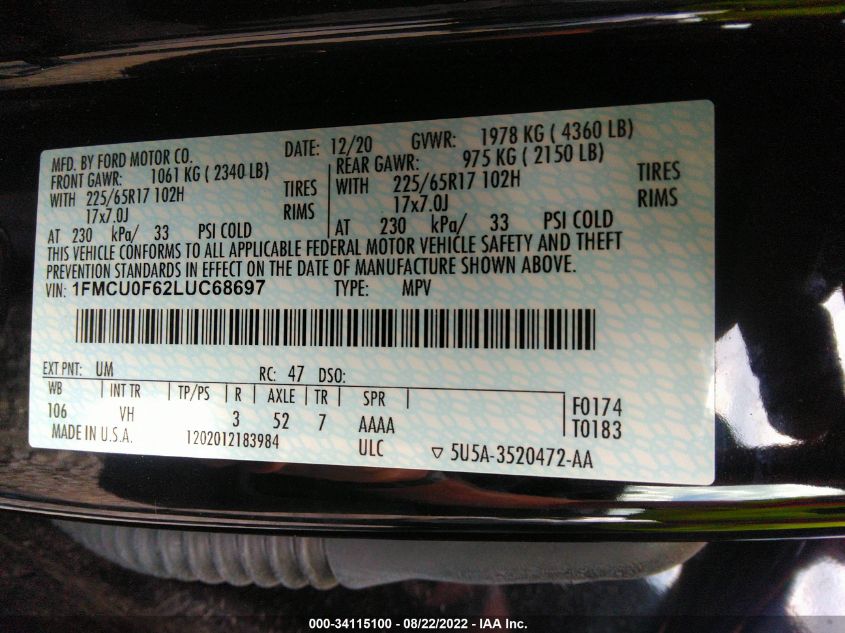 MFD. BY FORD MOTOR CO. DATE: 12/20 GVWR: 1978 KG ( 4360 LB)
FRONT GAWR: 1061 KG ( 2340 LB) REAR GAWR: 975 KG ( 2150 LB)
WITH 225/65R17 102H TIRES WITH 225/65R17 102H TIRES
17x7.0J RIMS 17x7.0J RIMS
AT 230 kPa/ 33 PSI COLD AT 230 kPa/ 33 PSI COLD
THIS VEHICLE CONFORMS TO ALL APPLICABLE FEDERAL MOTOR VEHICLE SAFETY AND THEFT
PREVENTION STANDARDS IN EFFECT ON THE DATE OF MANUFACTURE SHOWN ABOVE.
VIN: 1FMCU0F62LUC68697 TYPE: MPV
EXT PNT: UM RC: 47 DSO:
WB INT TR TP/PS R AXLE TR SPR
106 VH 3 52 7 AAAA F0174
MADE IN U.S.A. 1202012183984 ULC T0183
▽ 5U5A-3520472-AA
000-34115100 - 08/22/2022 - IAA Inc.